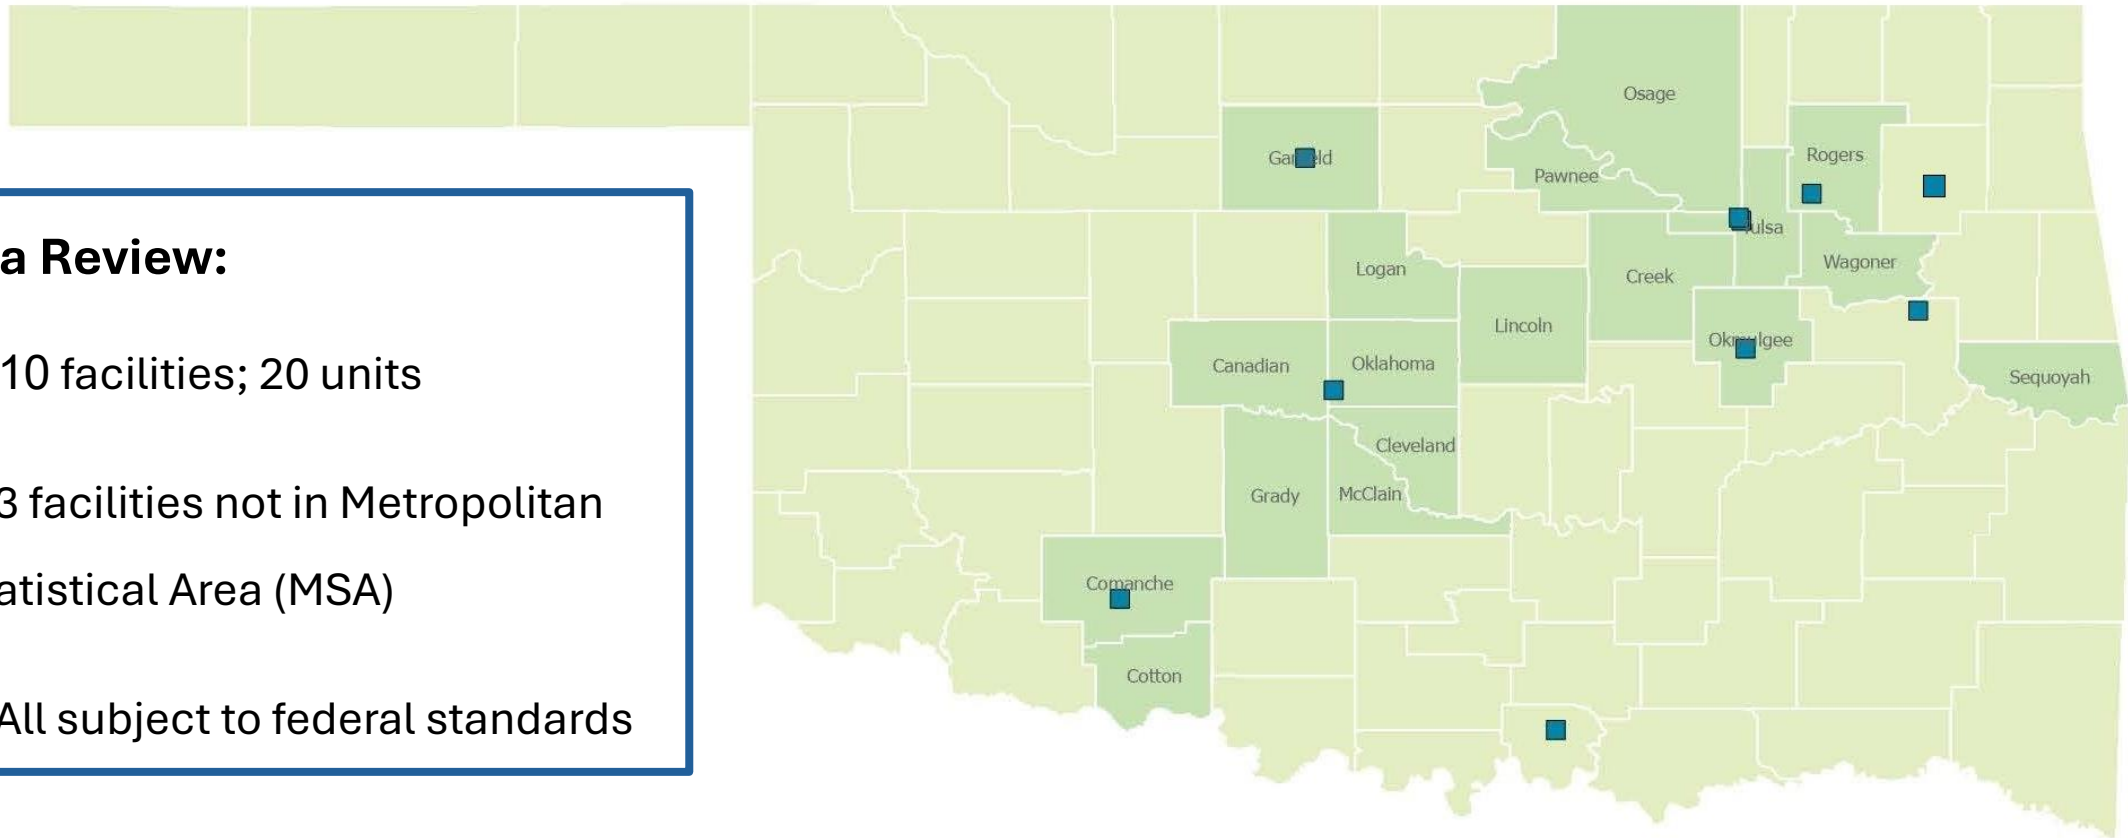 a Review:
10 facilities; 20 units
3 facilities not in Metropolitan
atistical Area (MSA)
All subject to federal standards
Osage
Rogers
Pawnee
Tulsa
Logan
Wagoner
Creek
Lincoln
Canadian
Oklahoma
Sequoyah
Cleveland
Grady
McClain
Comanche
Cotton